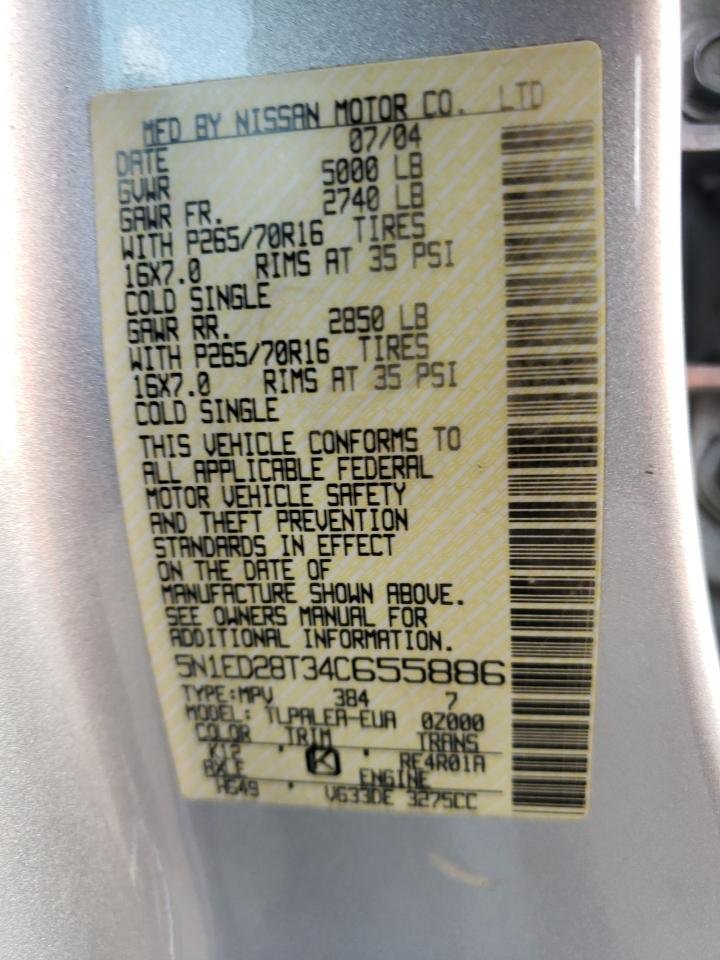 MFD BY NISSAN MOTOR CO. LTD
DATE 07/04
GVWR 5000 LB
GAWR FR. 2740 LB
WITH P265/70R16 TIRES
16X7.0 RIMS AT 35 PSI
COLD SINGLE
GAWR RR. 2850 LB
WITH P265/70R16 TIRES
16X7.0 RIMS AT 35 PSI
COLD SINGLE
THIS VEHICLE CONFORMS TO
ALL APPLICABLE FEDERAL
MOTOR VEHICLE SAFETY
AND THEFT PREVENTION
STANDARDS IN EFFECT
ON THE DATE OF
MANUFACTURE SHOWN ABOVE.
SEE OWNERS MANUAL FOR
ADDITIONAL INFORMATION.
5N1ED28T34C655886
TYPE:MPV 384 7
MODEL: TLPALEA-EUA 0Z000
COLOR TRIM TRANS
K12 K RE4R01A
AXLE ENGINE
HG49 VG33DE 3275CC